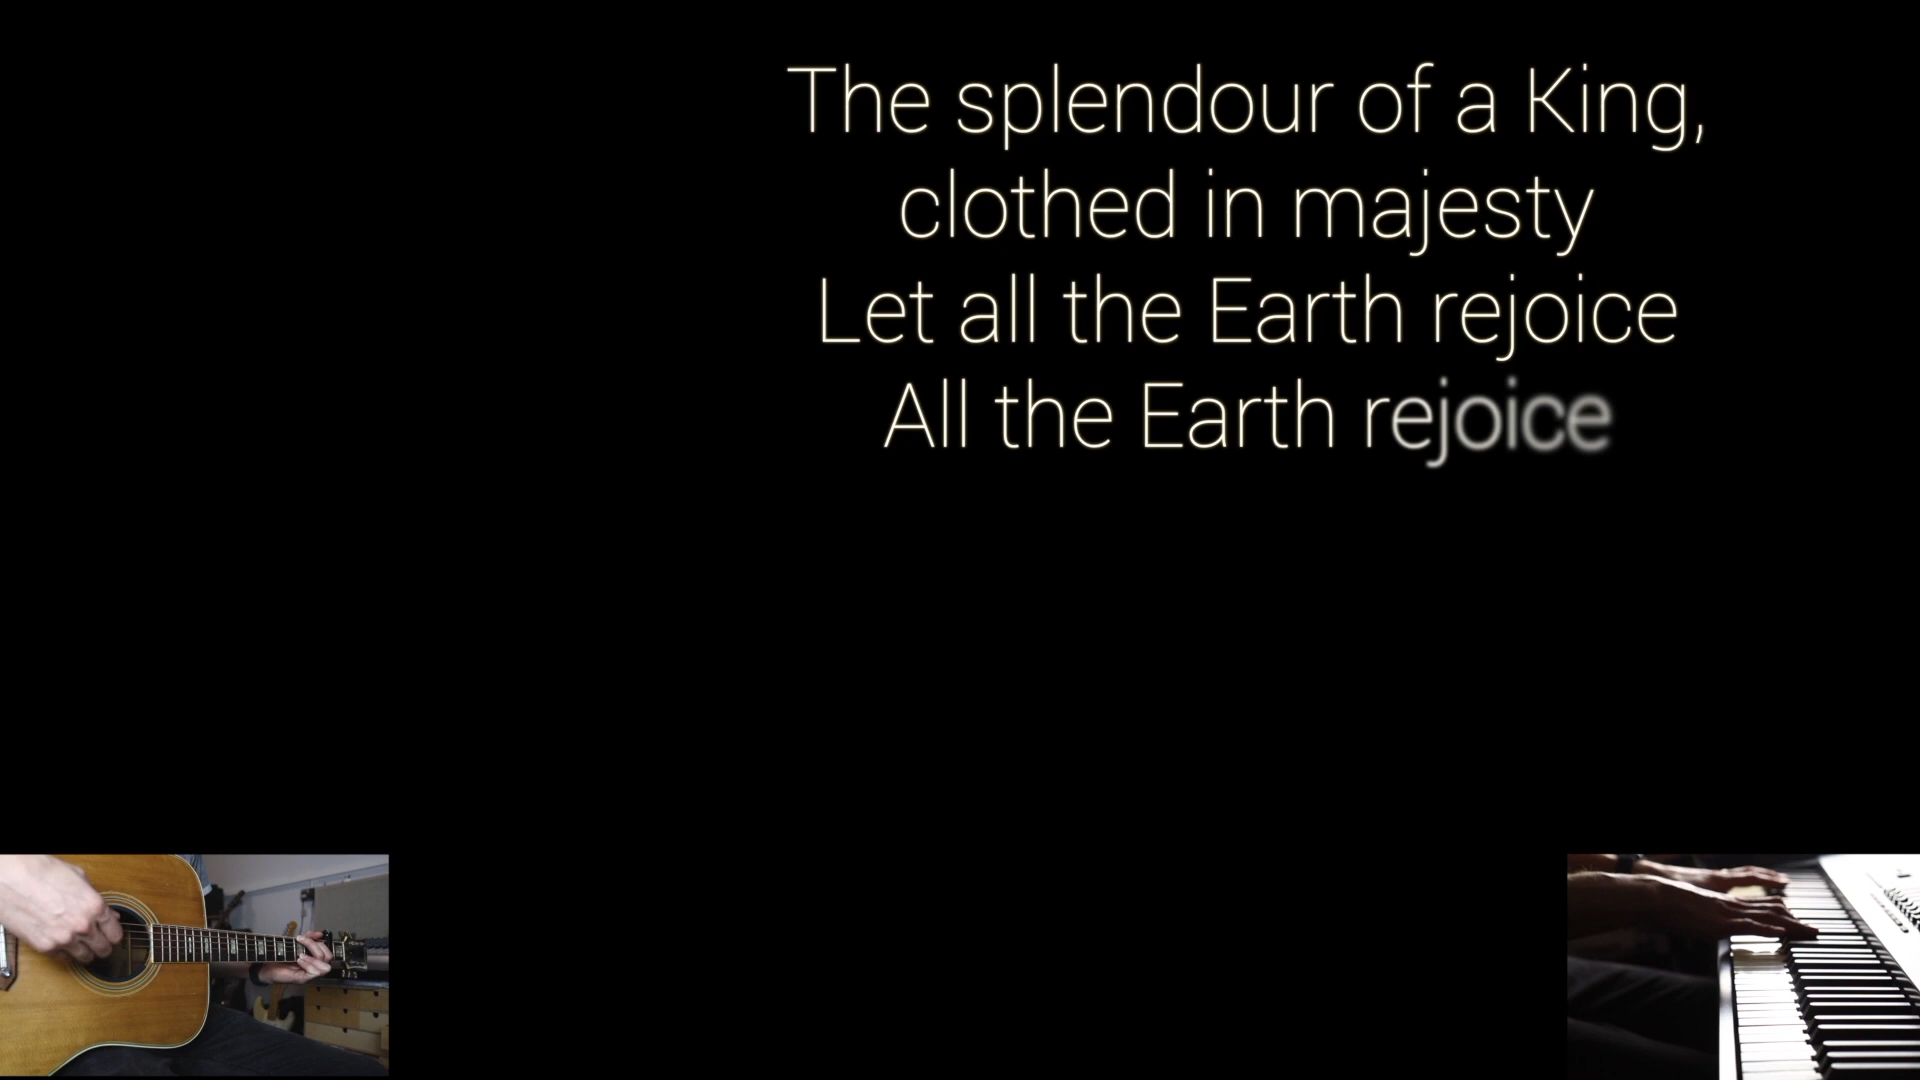 The splendour of a King,
clothed in majesty
Let all the Earth rejoice
All the Earth rejoice